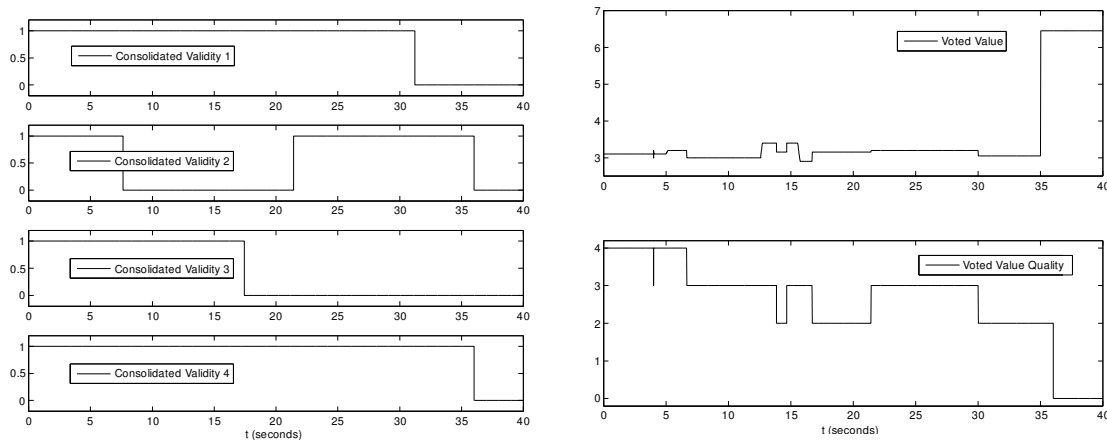 1
0.5
0
Consolidated Validity 1
0 5 10 15 20 25 30 35 40
1
0.5
0
Consolidated Validity 2
0 5 10 15 20 25 30 35 40
1
0.5
0
Consolidated Validity 3
0 5 10 15 20 25 30 35 40
1
0.5
0
Consolidated Validity 4
0 5 10 15 20 25 30 35 40
t (seconds)
7
6
5
4
3
Voted Value
0 5 10 15 20 25 30 35 40
4
3
2
1
0
Voted Value Quality
0 5 10 15 20 25 30 35 40
t (seconds)